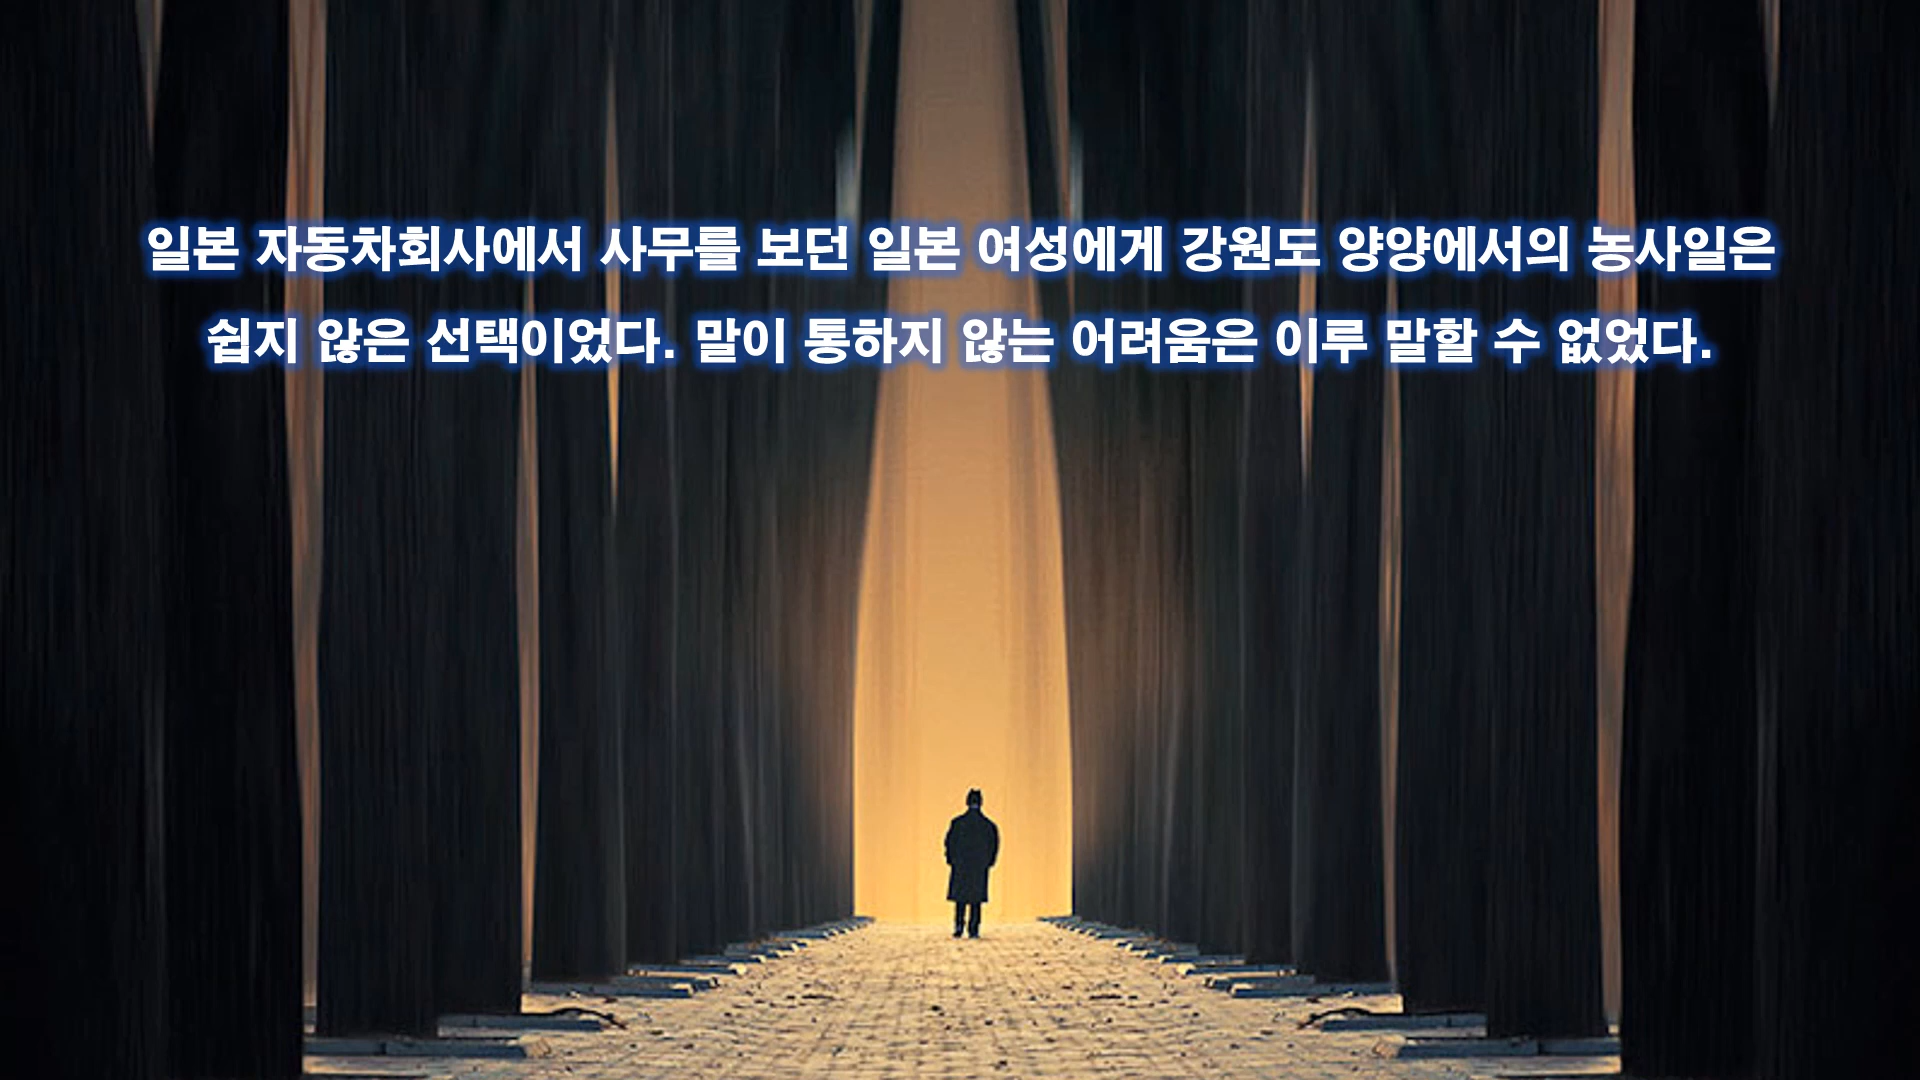 일본 자동차회사에서 사무를 보던 일본 여성에게 강원도 양양에서의 농사일은
쉽지 않은 선택이었다. 말이 통하지 않는 어려움은 이루 말할 수 없었다.